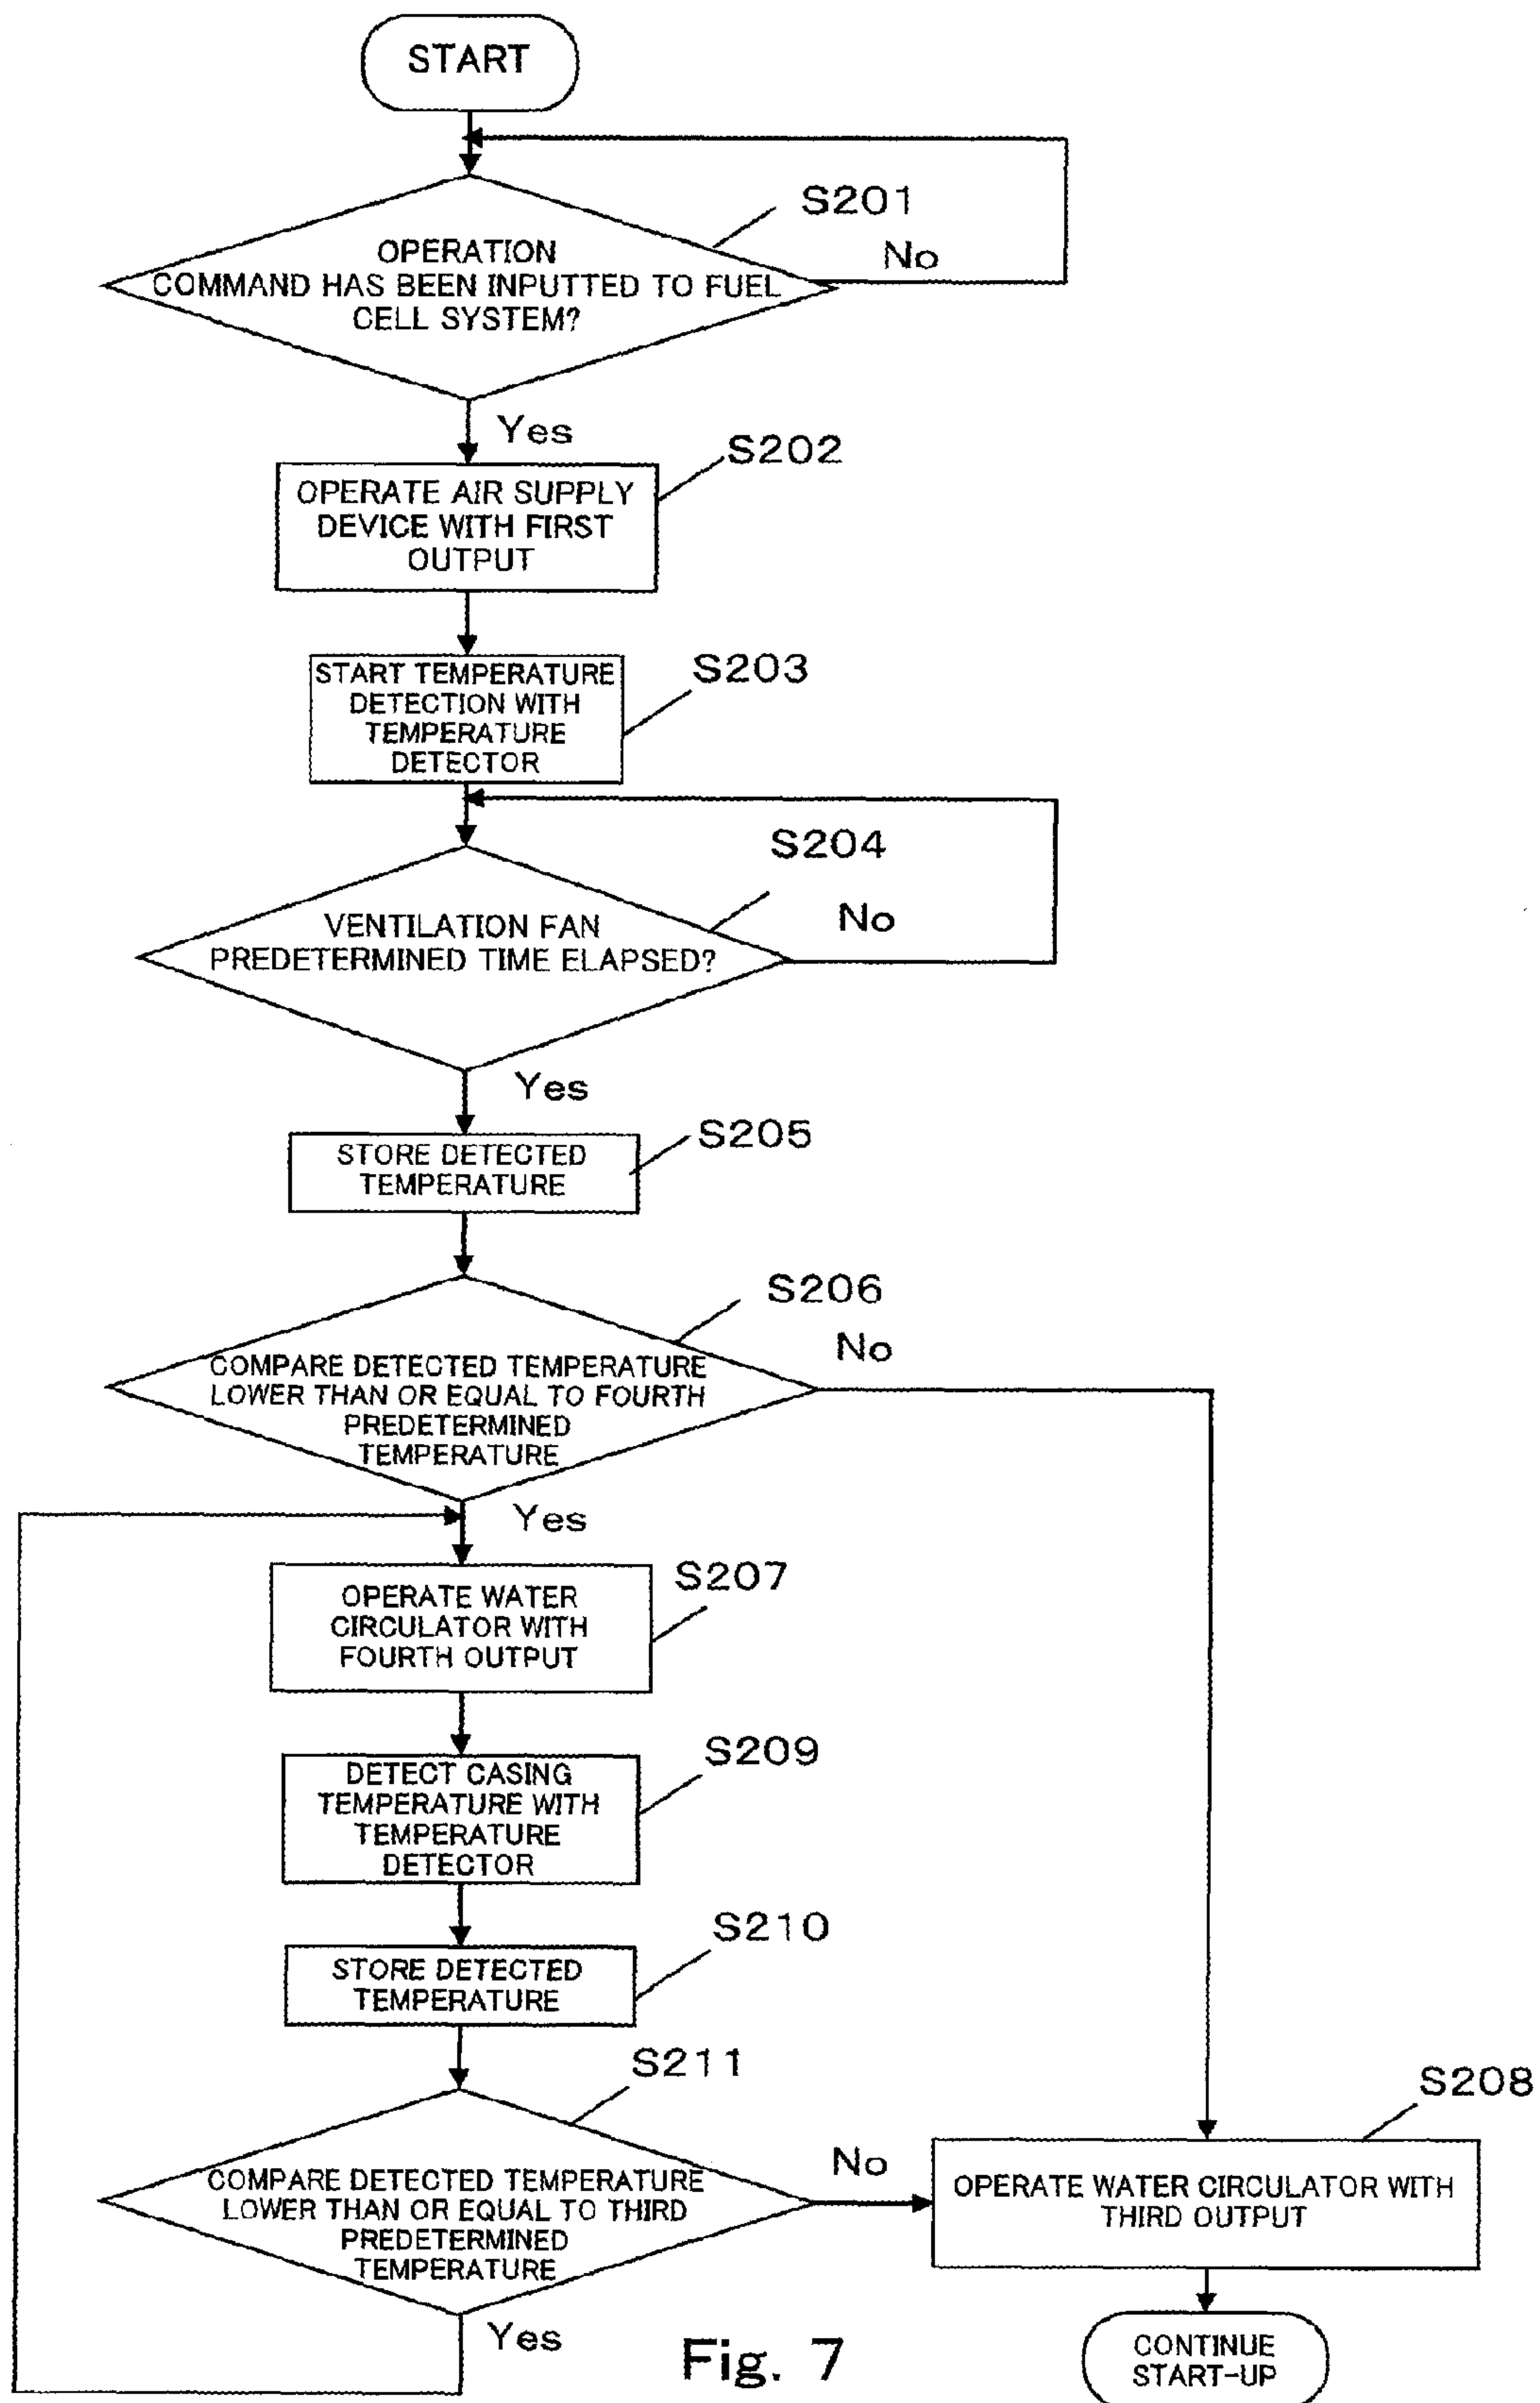 START
S201
OPERATION
COMMAND HAS BEEN INPUTTED TO FUEL
CELL SYSTEM?
No
Yes
S202
OPERATE AIR SUPPLY
DEVICE WITH FIRST
OUTPUT
S203
START TEMPERATURE
DETECTION WITH
TEMPERATURE
DETECTOR
S204
VENTILATION FAN
PREDETERMINED TIME ELAPSED?
No
Yes
S205
STORE DETECTED
TEMPERATURE
S206
COMPARE DETECTED TEMPERATURE
LOWER THAN OR EQUAL TO FOURTH
PREDETERMINED
TEMPERATURE
No
Yes
S207
OPERATE WATER
CIRCULATOR WITH
FOURTH OUTPUT
S209
DETECT CASING
TEMPERATURE WITH
TEMPERATURE
DETECTOR
S210
STORE DETECTED
TEMPERATURE
S211
COMPARE DETECTED TEMPERATURE
LOWER THAN OR EQUAL TO THIRD
PREDETERMINED
TEMPERATURE
No
Yes
S208
OPERATE WATER CIRCULATOR WITH
THIRD OUTPUT
CONTINUE
START-UP
Fig. 7